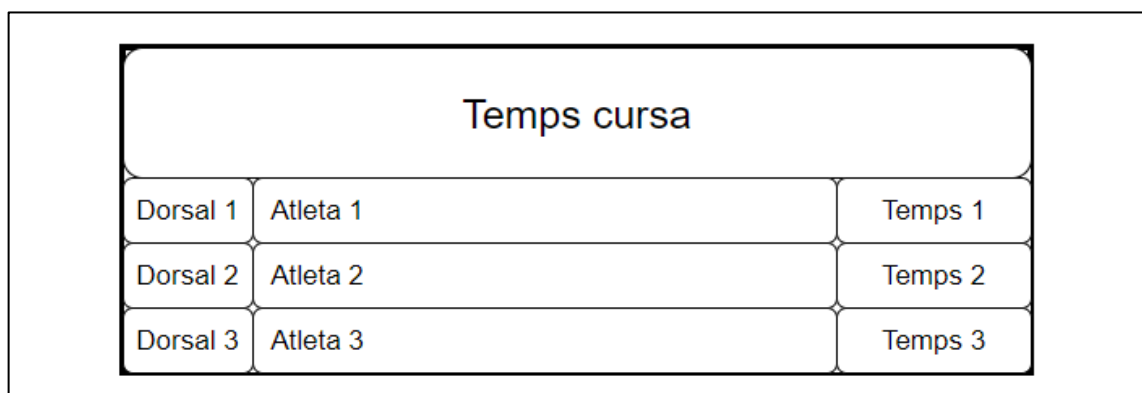 Temps cursa
Dorsal 1 Atleta 1 Temps 1
Dorsal 2 Atleta 2 Temps 2
Dorsal 3 Atleta 3 Temps 3